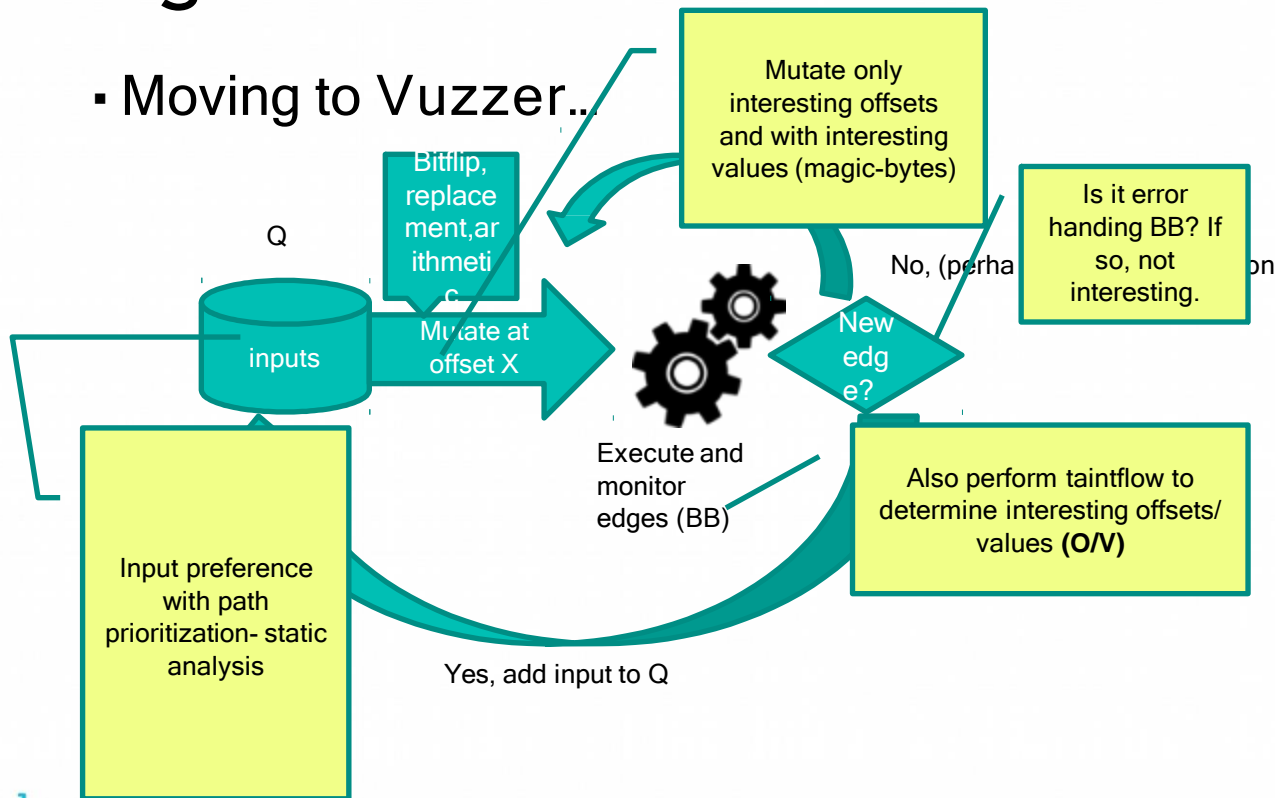 ▪ Moving to Vuzzer…
Mutate only
interesting offsets
and with interesting
values (magic-bytes)
Bitflip,
replace
ment,ar
ithmeti
c
Is it error
handing BB? If
so, not
interesting.
Q
No, (perha
on
inputs
Mutate at
offset X
New
edg
e?
Execute and
monitor
edges (BB)
Also perform taintflow to
determine interesting offsets/
values (O/V)
Input preference
with path
prioritization- static
analysis
Yes, add input to Q